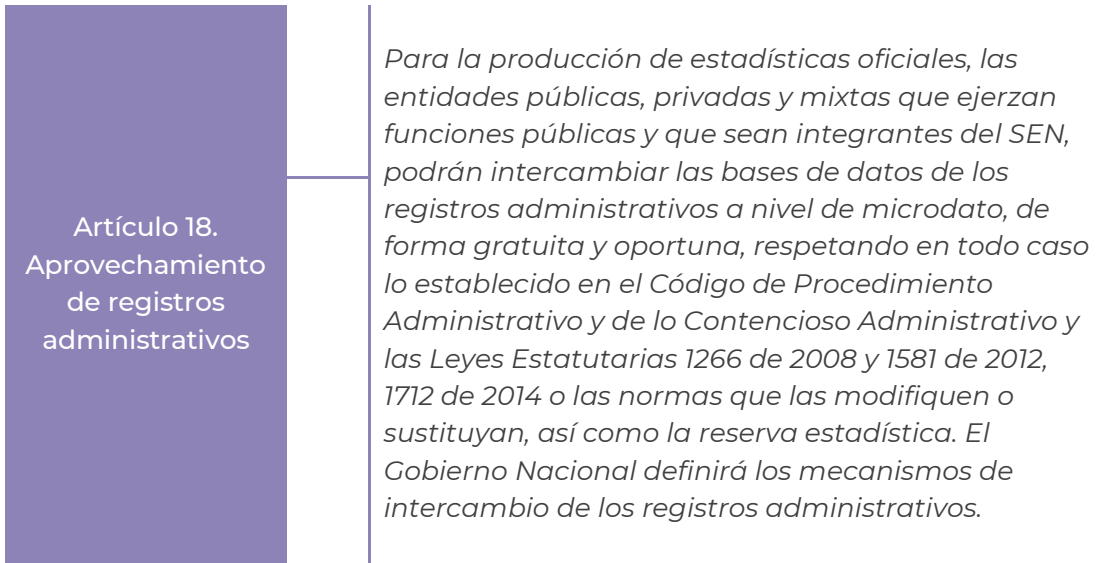 Artículo 18.
Aprovechamiento
de registros
administrativos
Para la producción de estadísticas oficiales, las
entidades públicas, privadas y mixtas que ejerzan
funciones públicas y que sean integrantes del SEN,
podrán intercambiar las bases de datos de los
registros administrativos a nivel de microdato, de
forma gratuita y oportuna, respetando en todo caso
lo establecido en el Código de Procedimiento
Administrativo y de lo Contencioso Administrativo y
las Leyes Estatutarias 1266 de 2008 y 1581 de 2012,
1712 de 2014 o las normas que las modifiquen o
sustituyan, así como la reserva estadística. El
Gobierno Nacional definirá los mecanismos de
intercambio de los registros administrativos.